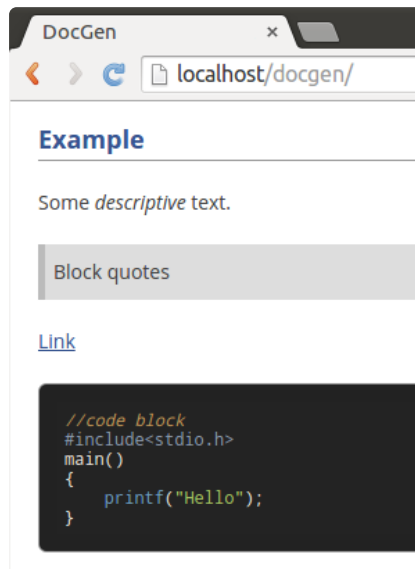 DocGen ×
localhost/docgen/
Example
Some descriptive text.
Block quotes
Link
//code block
#include<stdio.h>
main()
{
    printf("Hello");
}